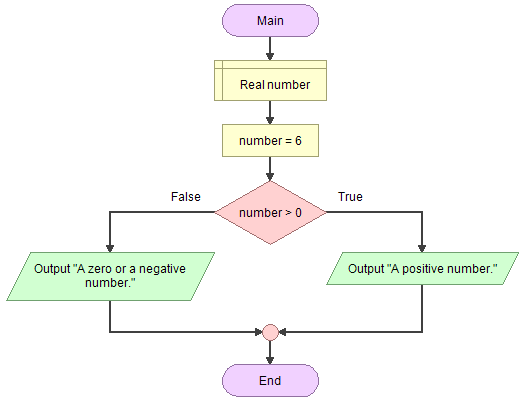 Main
Real number
number = 6
False
True
number > 0
Output "A zero or a negative
number."
Output "A positive number."
End